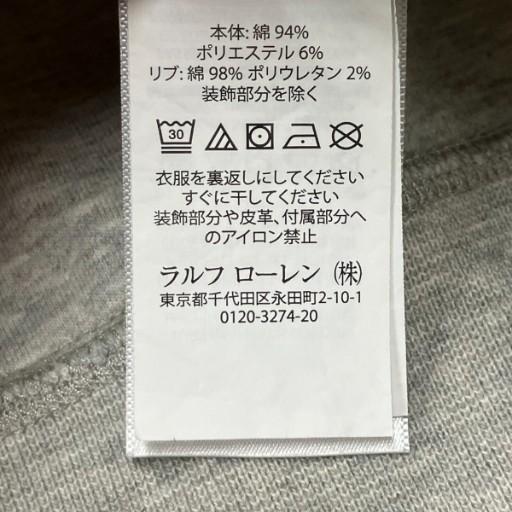 本体: 綿 94%
ポリエステル 6%
リブ: 綿 98% ポリウレタン 2%
装飾部分を除く
30
衣服を裏返しにしてください
すぐに干してください
装飾部分や皮革、付属部分へ
のアイロン禁止
ラルフ ローレン (株)
東京都千代田区永田町2-10-1
0120-3274-20